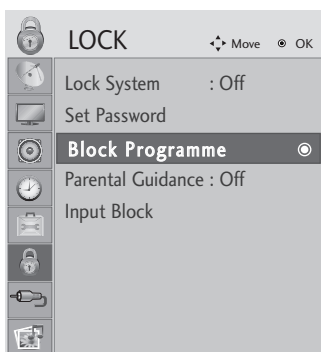 LOCK Move OK
Lock System : Off
Set Password
Block Programme
Parental Guidance : Off
Input Block